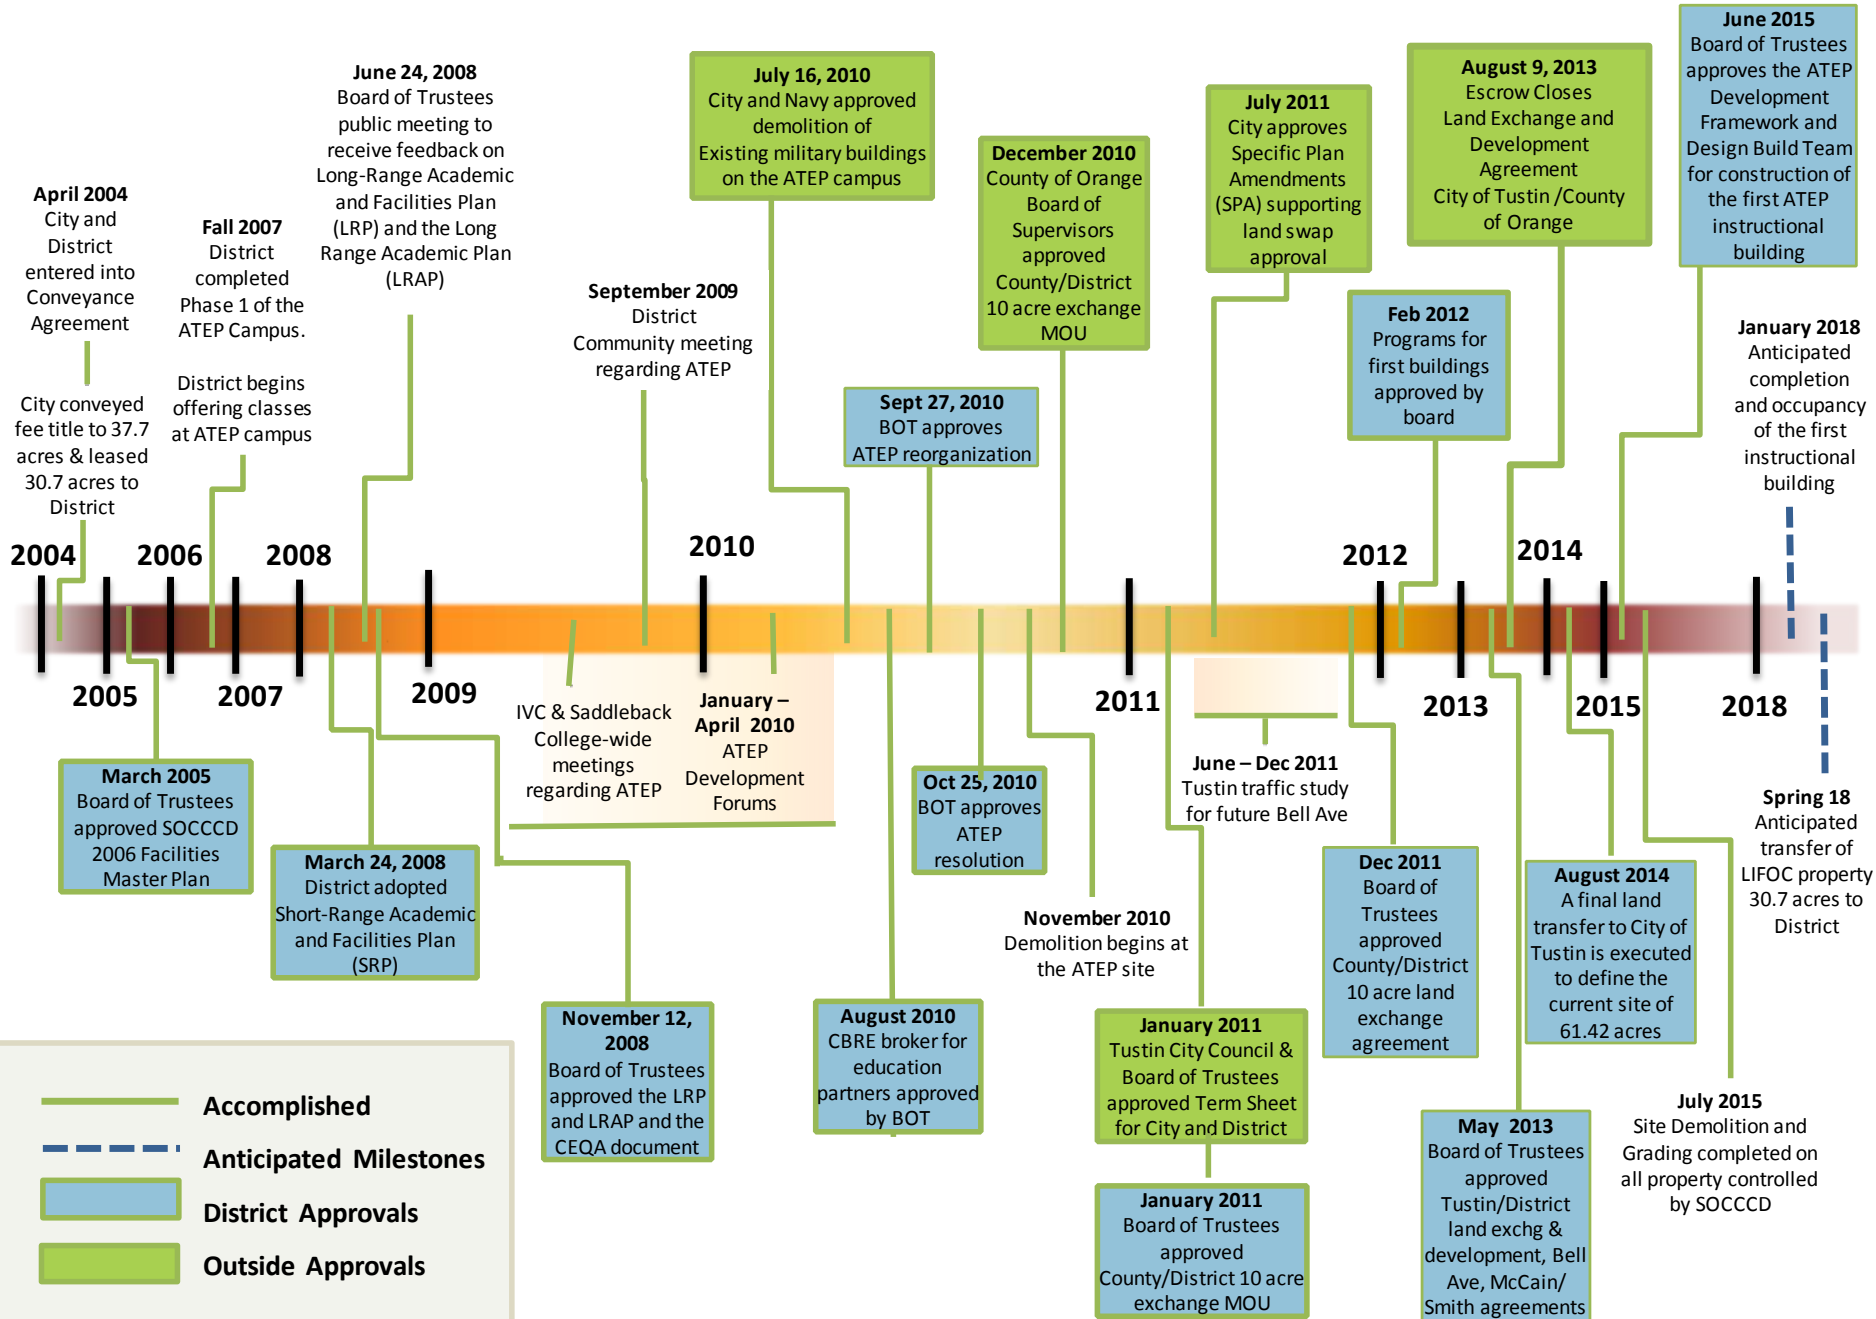 April 2004
City and
District
entered into
Conveyance
Agreement
City conveyed
fee title to 37.7
acres & leased
30.7 acres to
District
Fall 2007
District
completed
Phase 1 of the
ATEP Campus.
District begins
offering classes
at ATEP campus
June 24, 2008
Board of Trustees
public meeting to
receive feedback on
Long-Range Academic
and Facilities Plan
(LRP) and the Long
Range Academic Plan
(LRAP)
September 2009
District
Community meeting
regarding ATEP
July 16, 2010
City and Navy approved
demolition of
Existing military buildings
on the ATEP campus
Sept 27, 2010
BOT approves
ATEP reorganization
December 2010
County of Orange
Board of
Supervisors
approved
County/District
10 acre exchange
MOU
July 2011
City approves
Specific Plan
Amendments
(SPA) supporting
land swap
approval
Feb 2012
Programs for
first buildings
approved by
board
August 9, 2013
Escrow Closes
Land Exchange and
Development
Agreement
City of Tustin /County
of Orange
June 2015
Board of Trustees
approves the ATEP
Development
Framework and
Design Build Team
for construction of
the first ATEP
instructional
building
January 2018
Anticipated
completion
and occupancy
of the first
instructional
building
2004
2006
2008
2010
2012
2014
2005
2007
2009
2011
2013
2015
2018
March 2005
Board of Trustees
approved SOCCCD
2006 Facilities
Master Plan
March 24, 2008
District adopted
Short-Range Academic
and Facilities Plan
(SRP)
November 12,
2008
Board of Trustees
approved the LRP
and LRAP and the
CEQA document
IVC & Saddleback
College-wide
meetings
regarding ATEP
January –
April 2010
ATEP
Development
Forums
August 2010
CBRE broker for
education
partners approved
by BOT
Oct 25, 2010
BOT approves
ATEP
resolution
November 2010
Demolition begins at
the ATEP site
January 2011
Tustin City Council &
Board of Trustees
approved Term Sheet
for City and District
January 2011
Board of Trustees
approved
County/District 10 acre
exchange MOU
June – Dec 2011
Tustin traffic study
for future Bell Ave
Dec 2011
Board of
Trustees
approved
County/District
10 acre land
exchange
agreement
May 2013
Board of Trustees
approved
Tustin/District
land exchg &
development, Bell
Ave, McCain/
Smith agreements
August 2014
A final land
transfer to City of
Tustin is executed
to define the
current site of
61.42 acres
July 2015
Site Demolition and
Grading completed on
all property controlled
by SOCCCD
Spring 18
Anticipated
transfer of
LIFOC property
30.7 acres to
District
Accomplished
Anticipated Milestones
District Approvals
Outside Approvals